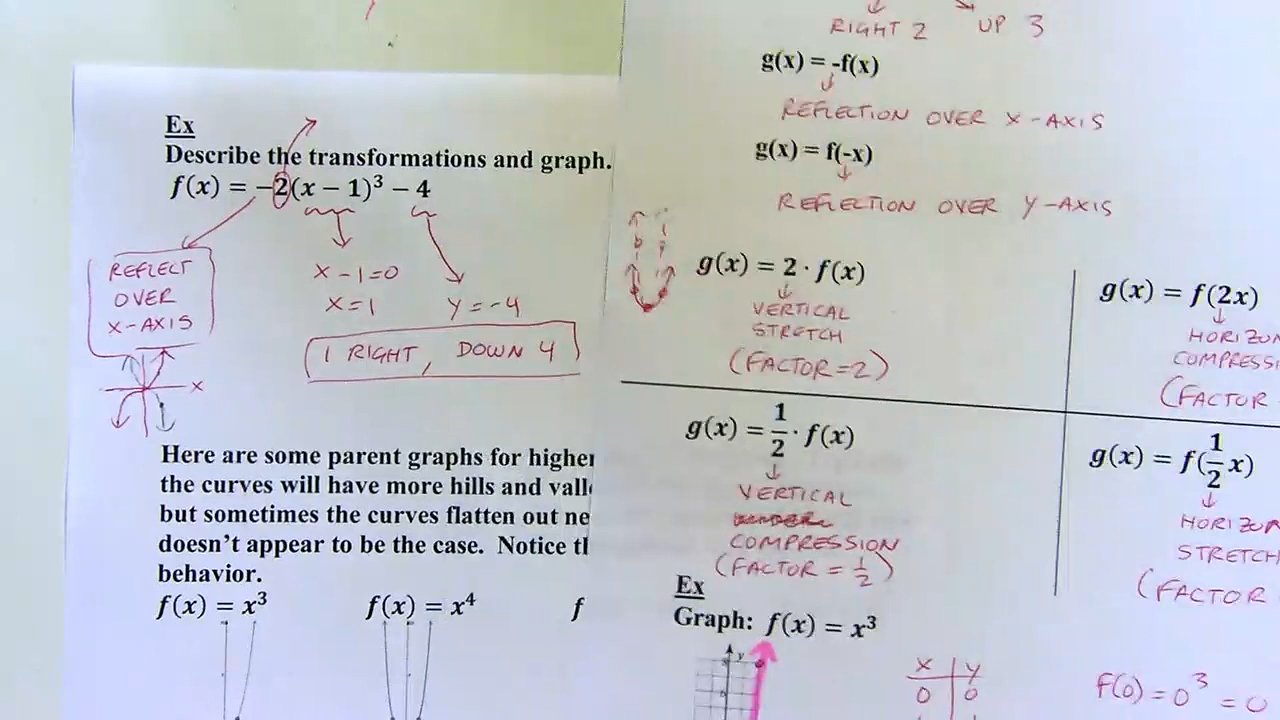 Ex
Describe the transformations and graph.
f(x) = −2(x − 1)³ − 4
REFLECT
OVER
X-AXIS
x
x-1=0
x=1
y=-4
1 RIGHT, DOWN 4
Here are some parent graphs for higher
the curves will have more hills and
but sometimes the curves flatten out
doesn't appear to be the case. Notice
behavior.
f(x) = x³
f(x) = x⁴
f
RIGHT 2
UP 3
g(x) = -f(x)
REFLECTION OVER X-AXIS
g(x) = f(-x)
REFLECTION OVER Y-AXIS
g(x) = 2 · f(x)
VERTICAL
STRETCH
(FACTOR=2)
g(x) = f(2x)
(FACTOR
g(x) = 1/2 · f(x)
VERTICAL
COMPRESSION
(FACTOR = 1/2)
g(x) = f(1/2 x)
STRETCH
(FACTOR
Ex
Graph: f(x) = x³
y
X Y
0 0
f(0) = 0³ = 0